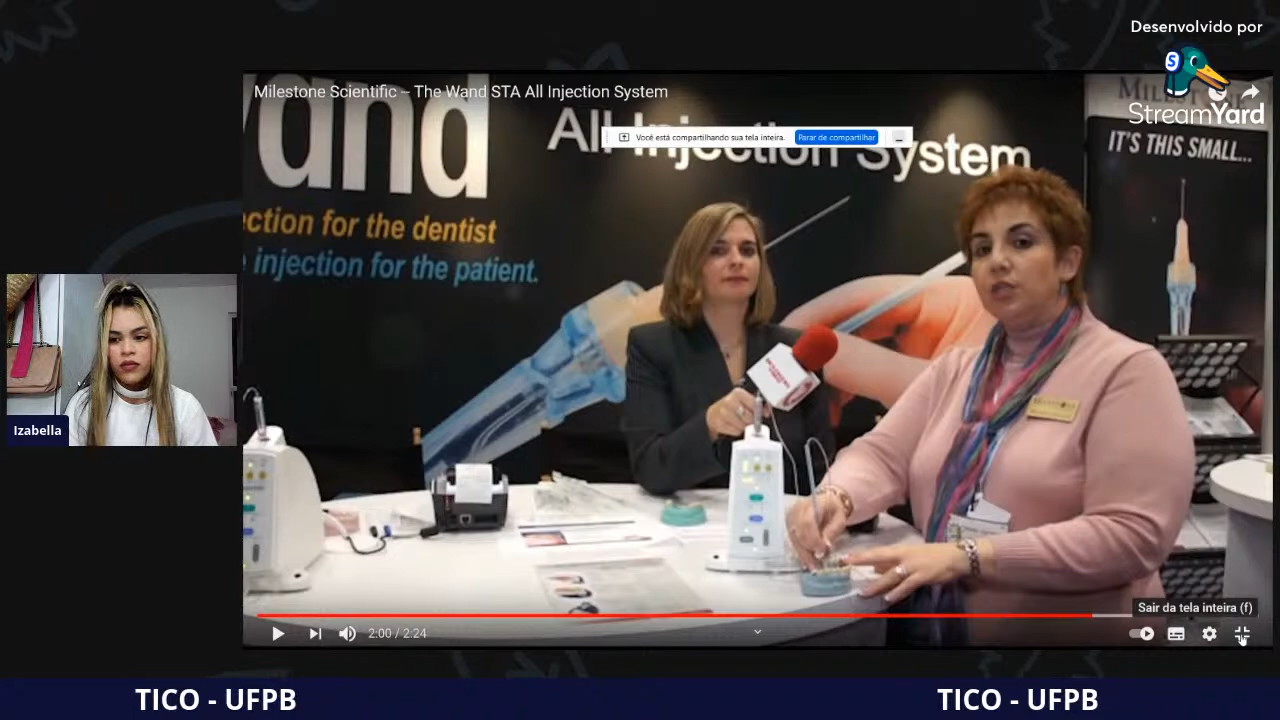 Desenvolvido por
StreamYard
Milestone Scientific – The Wand STA All Injection System
Você está compartilhando sua tela inteira.
Parar de compartilhar
wand
All Injection System
ection for the dentist
injection for the patient.
IT'S THIS SMALL...
Izabella
Sair da tela inteira (f)
2:00 / 2:24
TICO - UFPB
TICO - UFPB